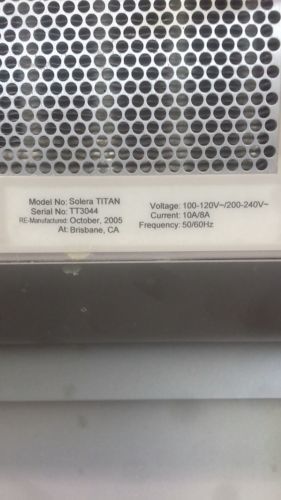 Model No: Solera TITAN
Serial No: TT3044
RE-Manufactured: October, 2005
At: Brisbane, CA
Voltage: 100-120V~/200-240V~
Current: 10A/8A
Frequency: 50/60Hz